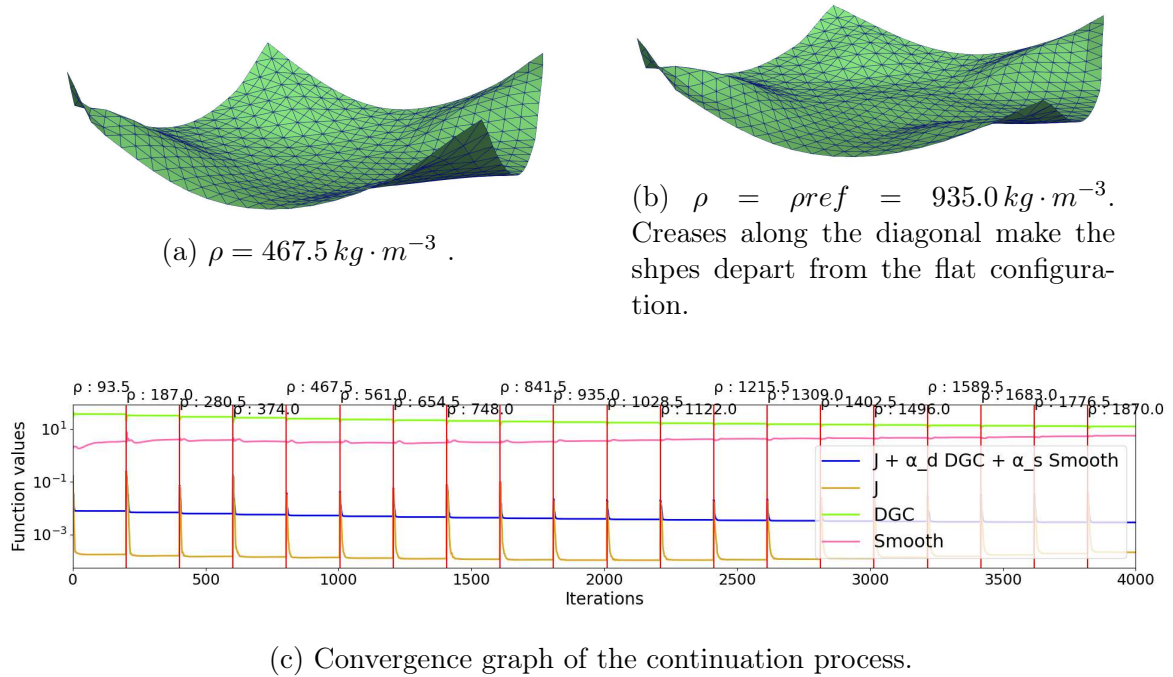 (a) ρ = 467.5 kg · m⁻³ .
(b) ρ = ρref = 935.0 kg · m⁻³.
Creases along the diagonal make the
shpes depart from the flat configura-
tion.
ρ : 93.5
ρ : 187.0
ρ : 280.5
ρ : 374.0
ρ : 467.5
ρ : 561.0
ρ : 654.5
ρ : 748.0
ρ : 841.5
ρ : 935.0
ρ : 1028.5
ρ : 1122.0
ρ : 1215.5
ρ : 1309.0
ρ : 1402.5
ρ : 1496.0
ρ : 1589.5
ρ : 1683.0
ρ : 1776.5
ρ : 1870.0
Function values
10¹
10⁻¹
10⁻³
J + α_d DGC + α_s Smooth
J
DGC
Smooth
0 500 1000 1500 2000 2500 3000 3500 4000
Iterations
(c) Convergence graph of the continuation process.